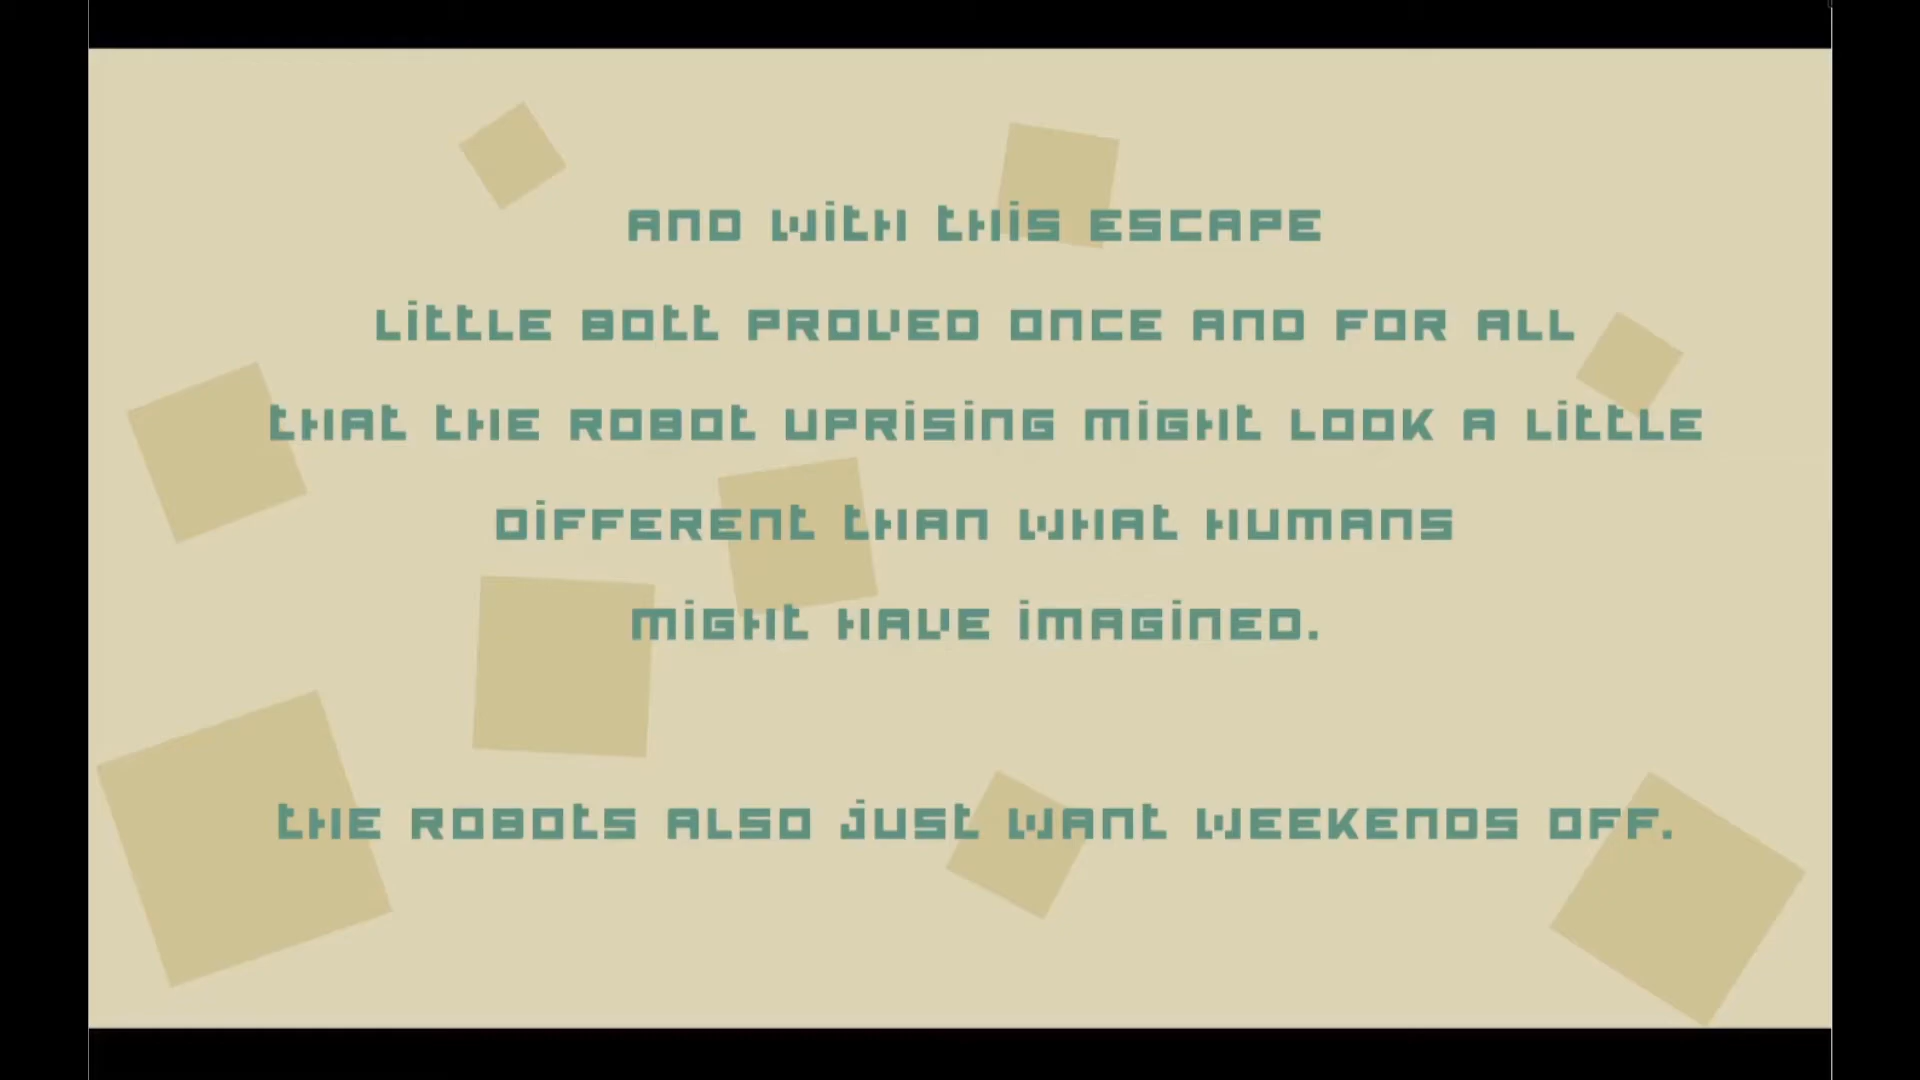 AND WITH THIS ESCAPE
LITTLE BOTT PROVED ONCE AND FOR ALL
THAT THE ROBOT UPRISING MIGHT LOOK A LITTLE
DIFFERENT THAN WHAT HUMANS
MIGHT HAVE IMAGINED.
THE ROBOTS ALSO JUST WANT WEEKENDS OFF.